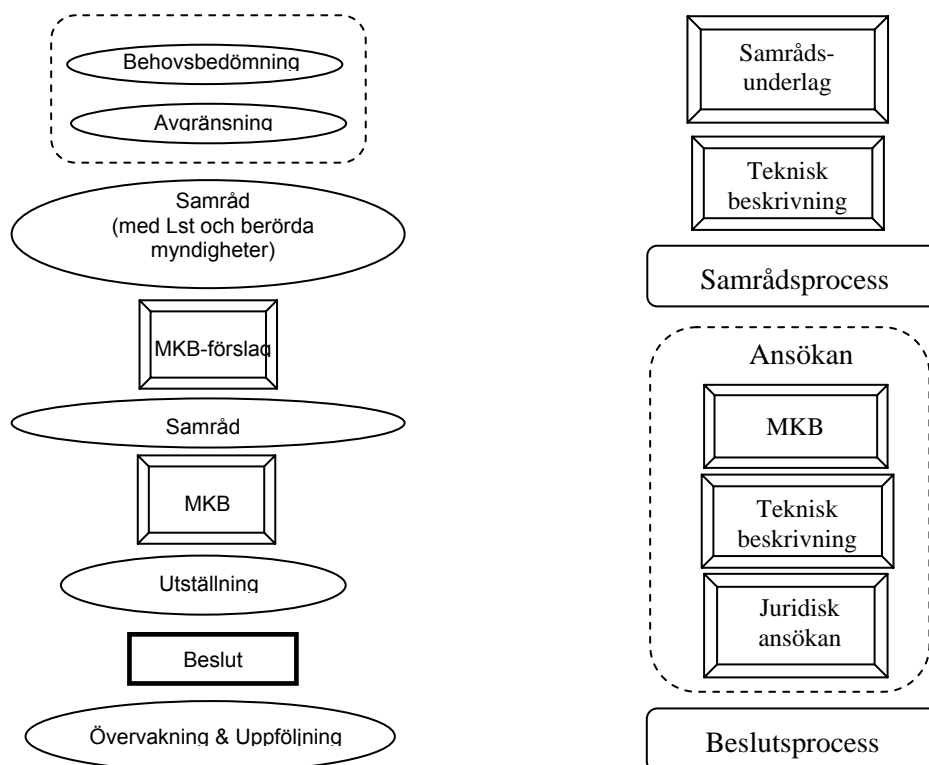 Behovsbedömning
Avgränsning
Samråd
(med Lst och berörda
myndigheter)
MKB-förslag
Samråd
MKB
Utställning
Beslut
Övervakning & Uppföljning
Samråds-
underlag
Teknisk
beskrivning
Samrådsprocess
Ansökan
MKB
Teknisk
beskrivning
Juridisk
ansökan
Beslutsprocess